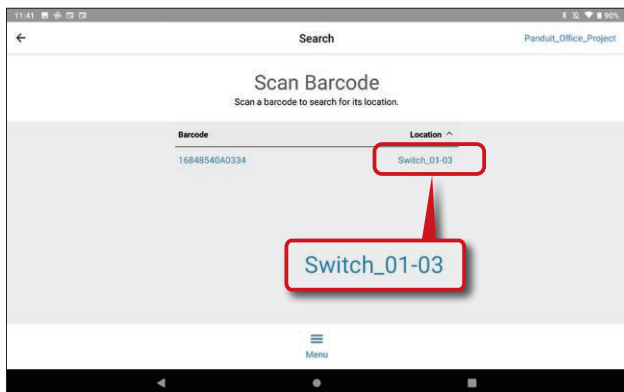 11:41 90%
Search Panduit_Office_Project
Scan Barcode
Scan a barcode to search for its location.
Barcode Location
16848540A0334 Switch_01-03
Switch_01-03
Menu